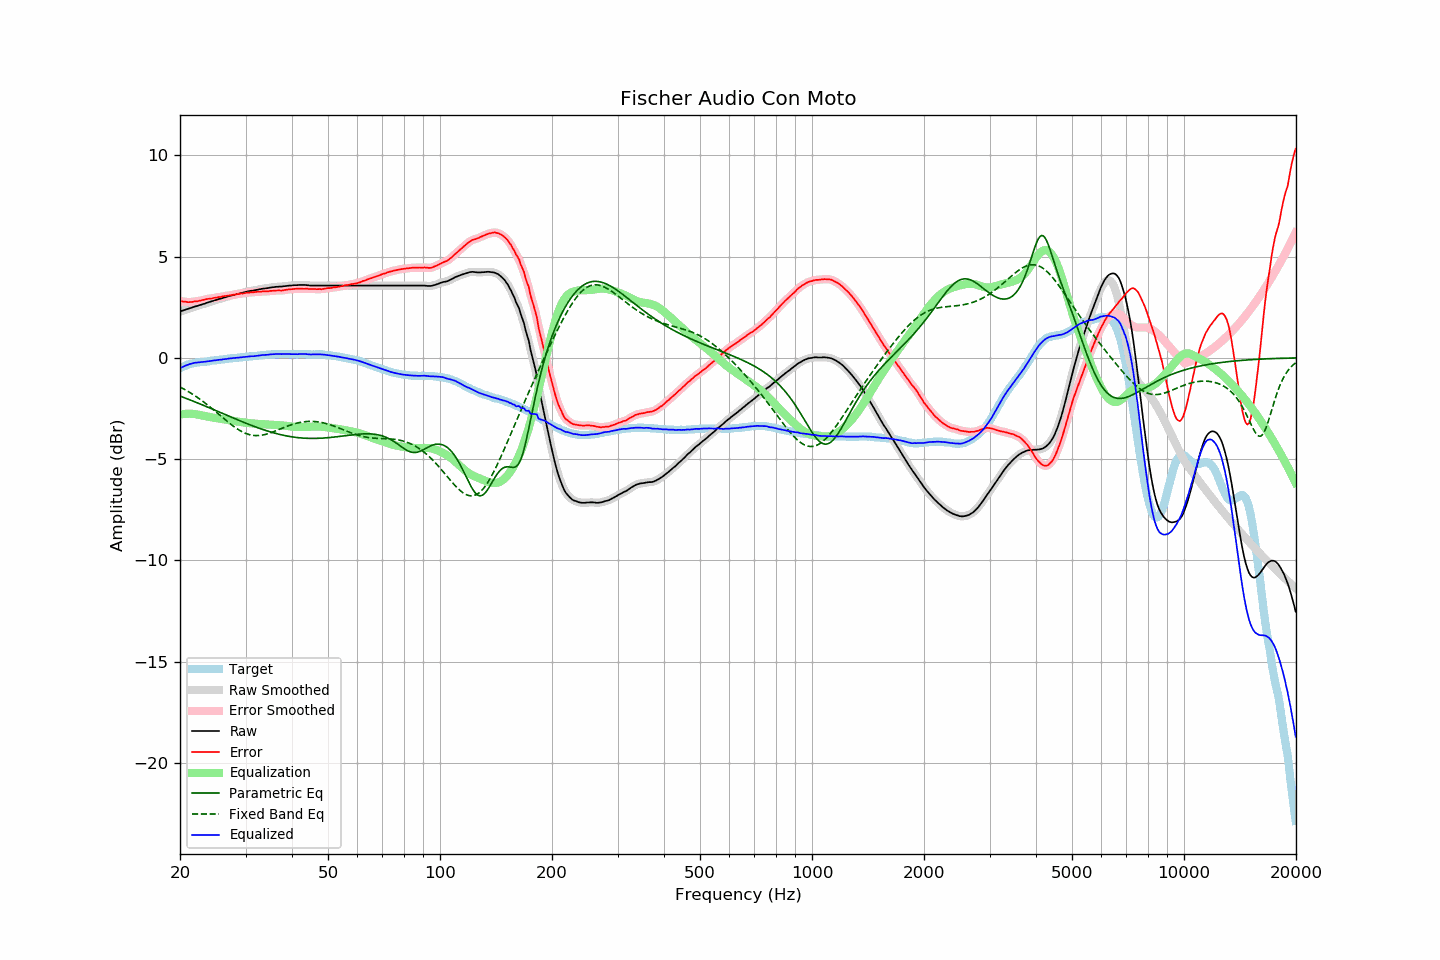 Fischer Audio Con Moto
10
5
0
−5
−10
−15
−20
Amplitude (dBr)
Target
Raw Smoothed
Error Smoothed
Raw
Error
Equalization
Parametric Eq
Fixed Band Eq
Equalized
20 50 100 200 500 1000 2000 5000 10000 20000
Frequency (Hz)